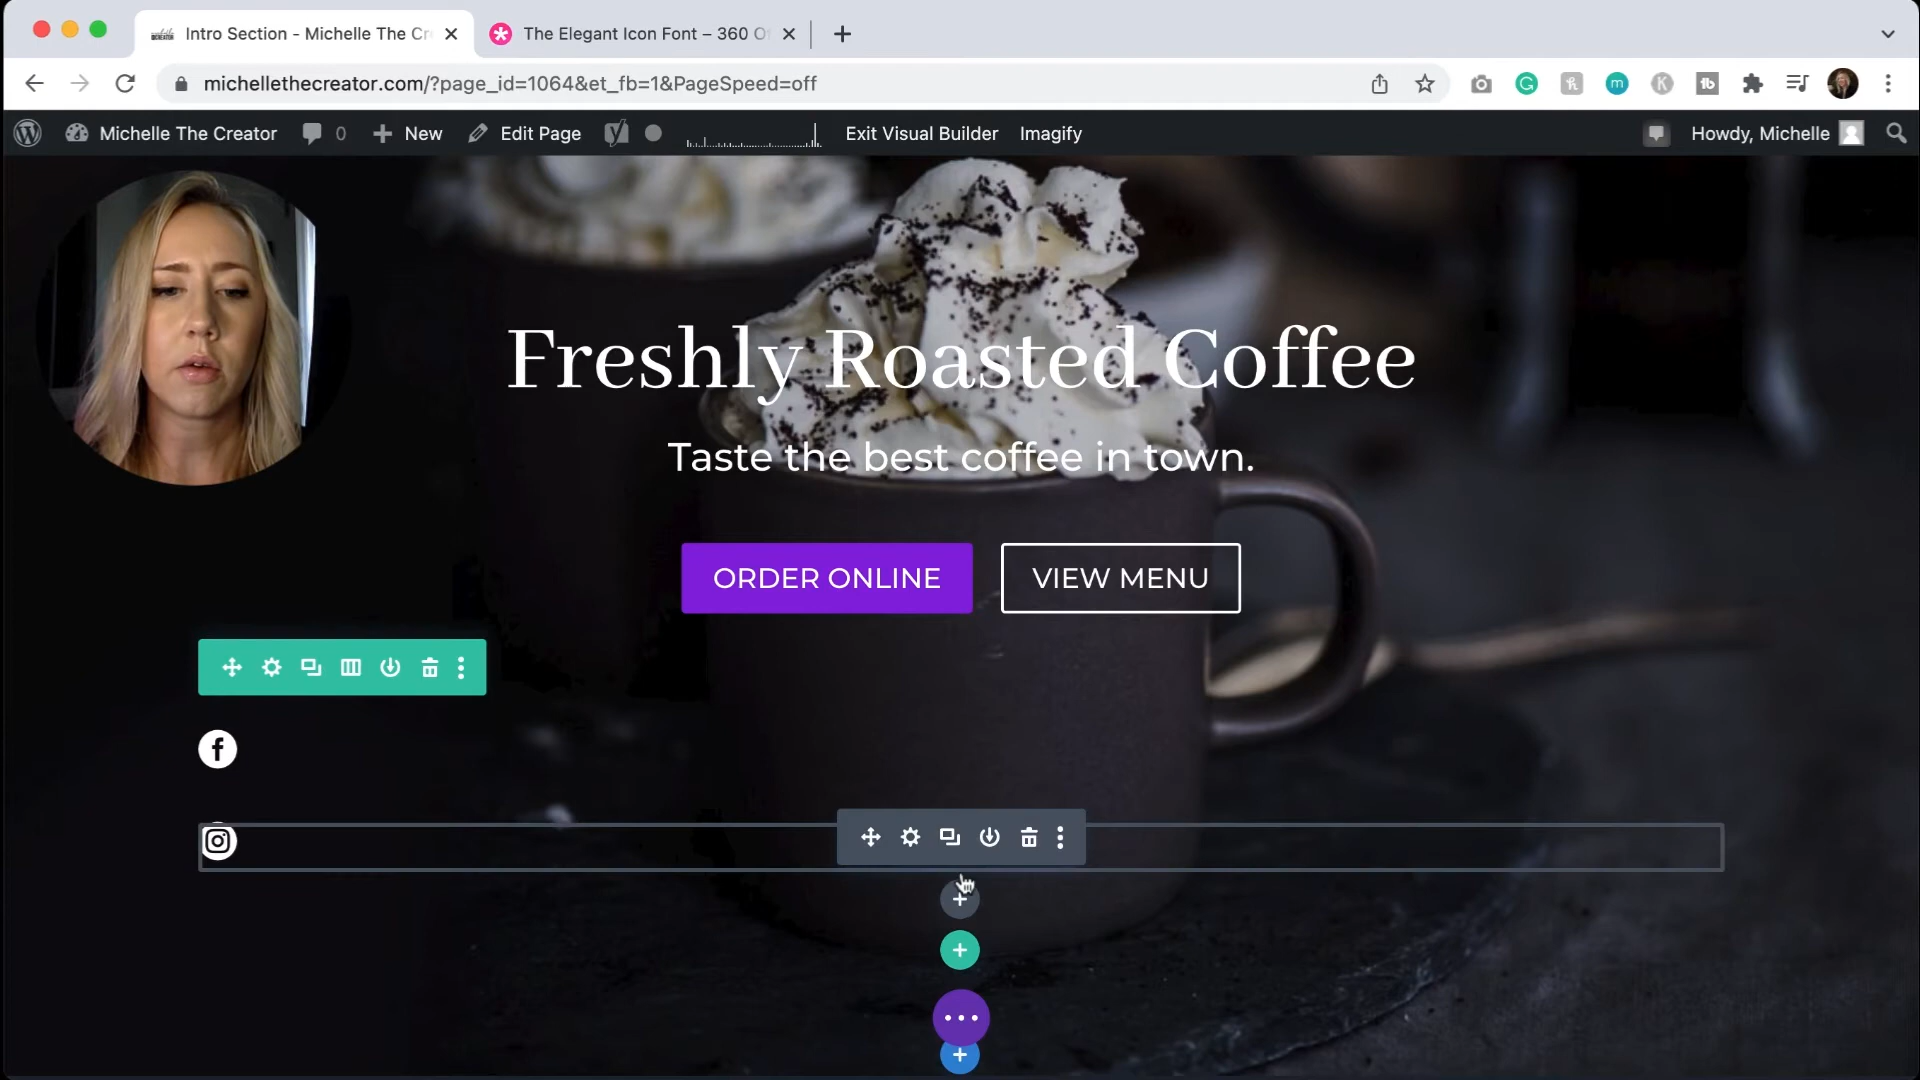 Intro Section - Michelle The Cr
The Elegant Icon Font – 360 O
michellethecreator.com/?page_id=1064&et_fb=1&PageSpeed=off
Michelle The Creator
0
New
Edit Page
Exit Visual Builder
Imagify
Howdy, Michelle
Freshly Roasted Coffee
Taste the best coffee in town.
ORDER ONLINE
VIEW MENU